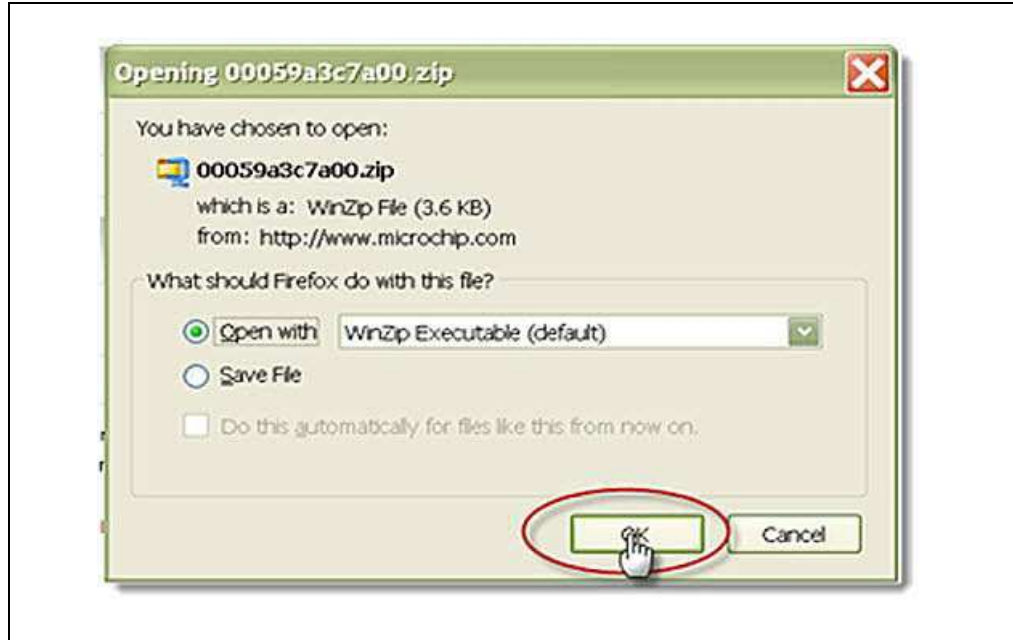 Opening 00059a3c7a00.zip
You have chosen to open:
00059a3c7a00.zip
which is a: WinZip File (3.6 KB)
from: http://www.microchip.com
What should Firefox do with this file?
Open with WinZip Executable (default)
Save File
Do this automatically for files like this from now on.
OK Cancel